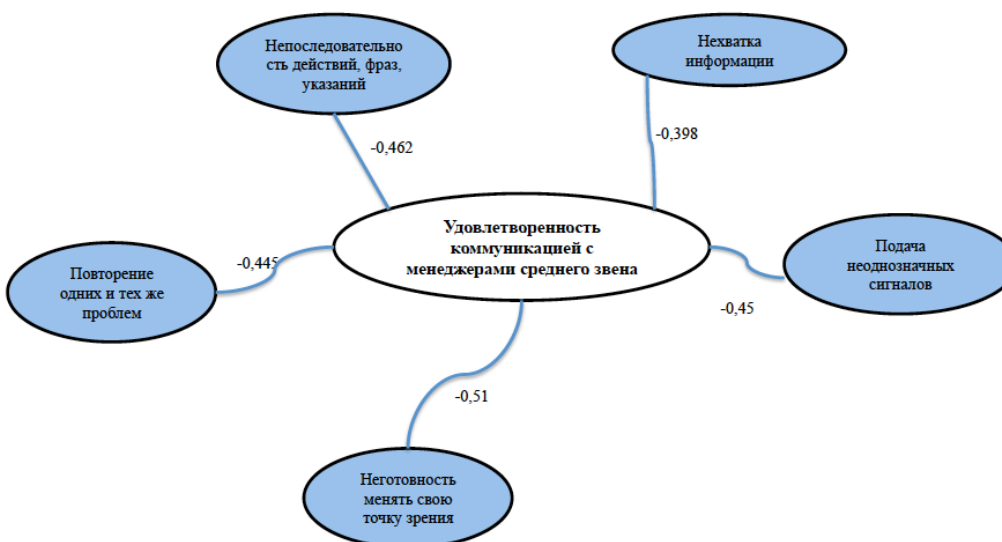 Непоследовательно
сть действий, фраз,
указаний
Нехватка
информации
-0,462
-0,398
Удовлетворенность
коммуникацией с
менеджерами среднего звена
Повторение
одних и тех же
проблем
-0,445
Подача
неоднозначных
сигналов
-0,45
-0,51
Неготовность
менять свою
точку зрения